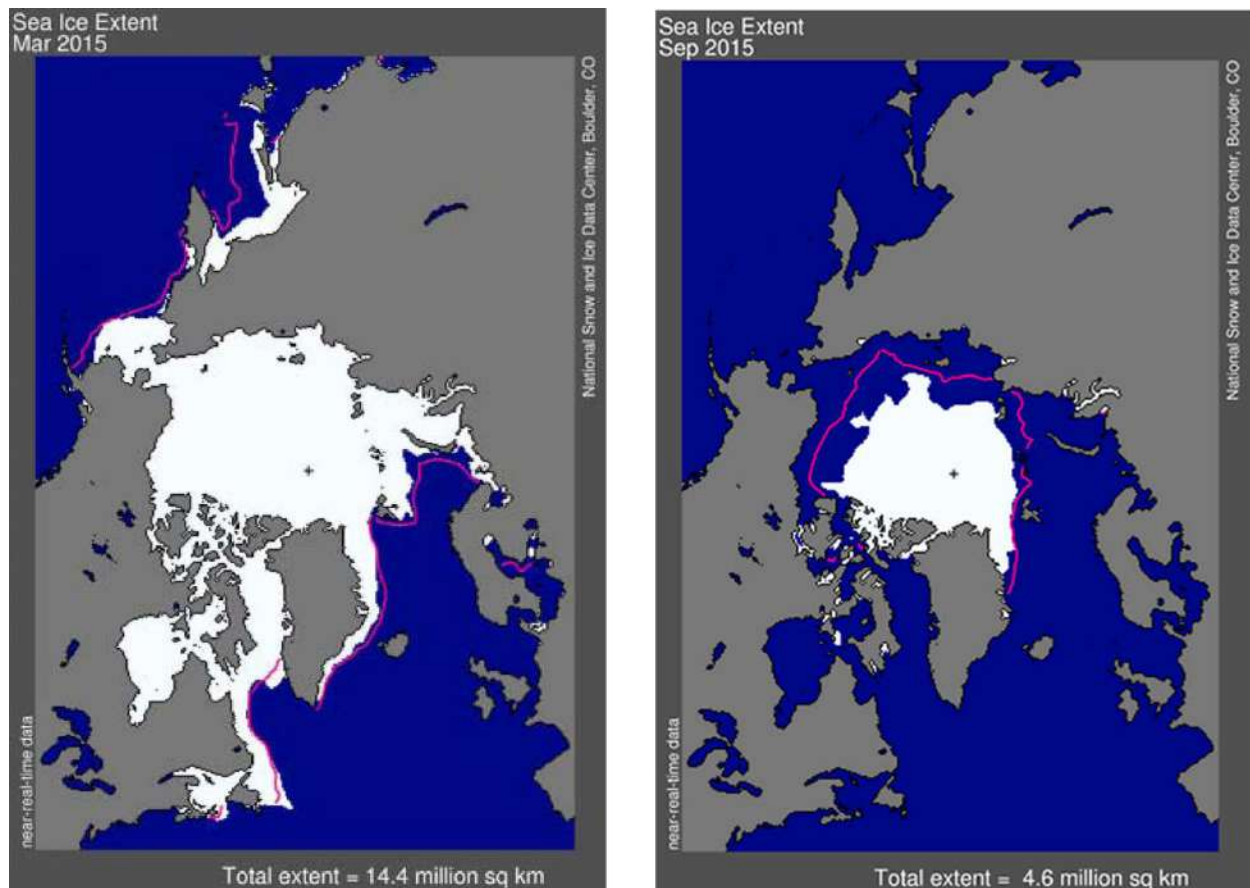 Sea Ice Extent
Mar 2015
National Snow and Ice Data Center, Boulder, CO
near-real-time data
Total extent = 14.4 million sq km
Sea Ice Extent
Sep 2015
National Snow and Ice Data Center, Boulder, CO
near-real-time data
Total extent = 4.6 million sq km